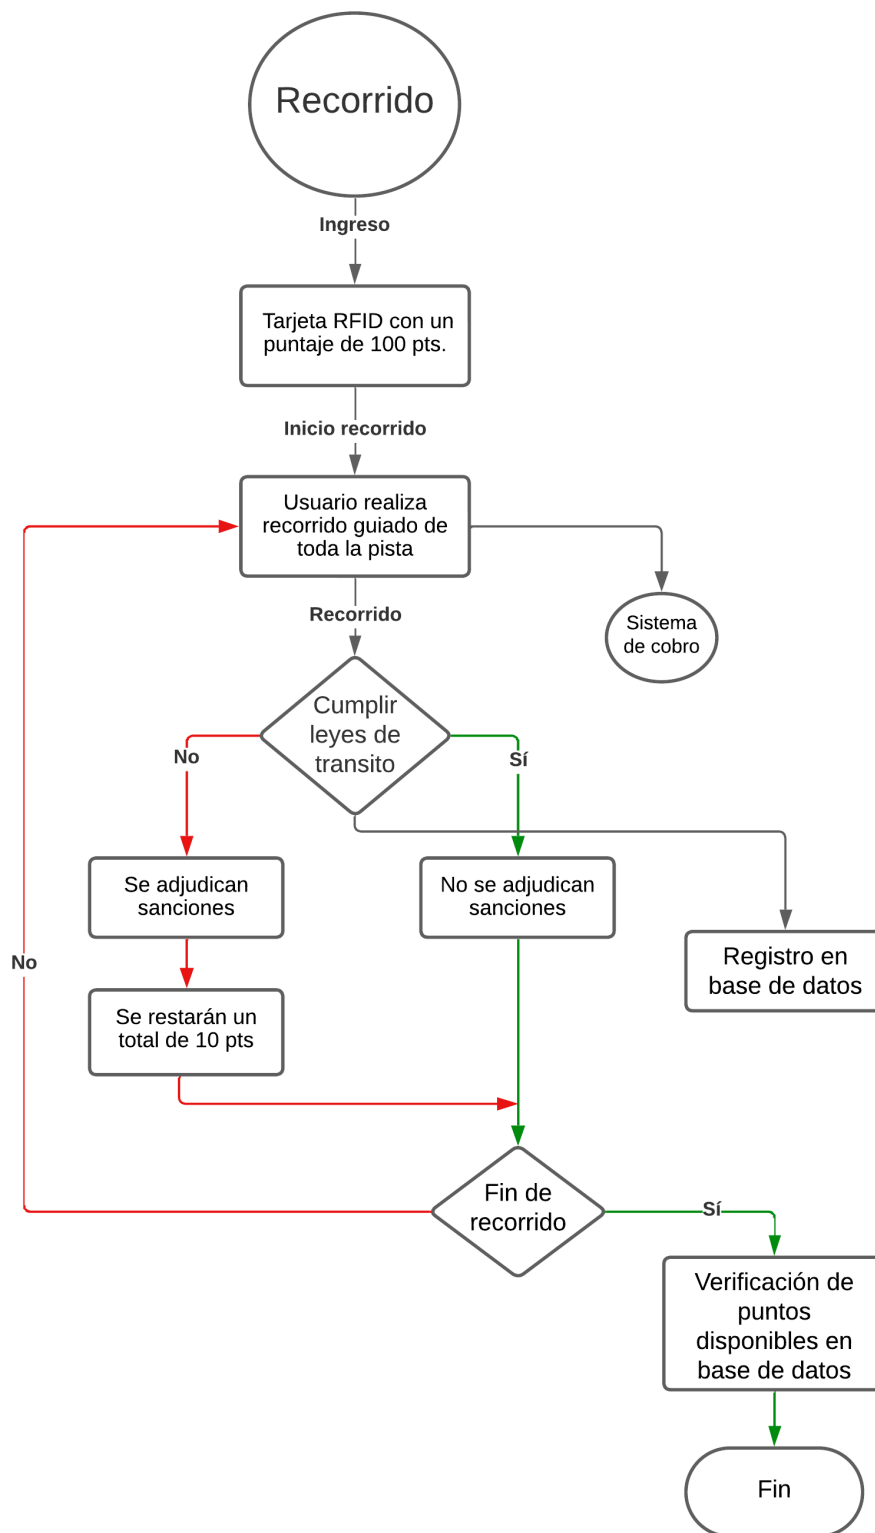 Recorrido
Ingreso
Tarjeta RFID con un
puntaje de 100 pts.
Inicio recorrido
Usuario realiza
recorrido guiado de
toda la pista
Recorrido
Sistema
de cobro
Cumplir
leyes de
transito
No
Sí
Se adjudican
sanciones
No se adjudican
sanciones
Registro en
base de datos
No
Se restarán un
total de 10 pts
Fin de
recorrido
Sí
Verificación de
puntos
disponibles en
base de datos
Fin